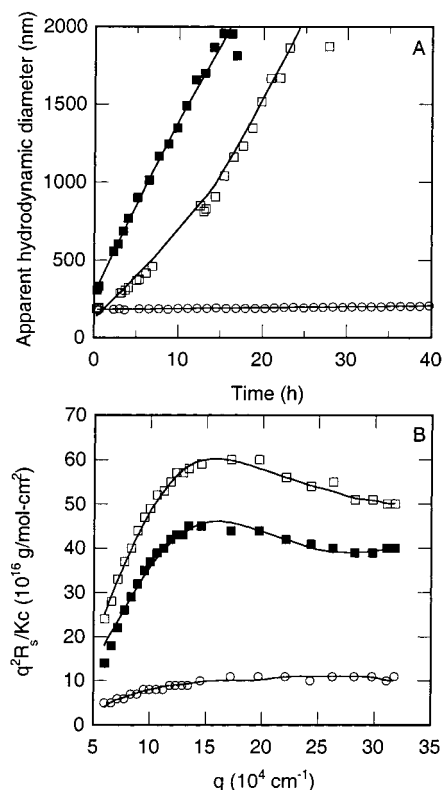 A
Apparent hydrodynamic diameter
2000
1500
1000
500
0
0 10 20 30 40
Time (h)
B
q²Rₛ/Kc (10¹⁶ g/mol-cm²)
70
60
50
40
30
20
10
0
5 10 15 20 25 30 35
q (10⁴ cm⁻¹)